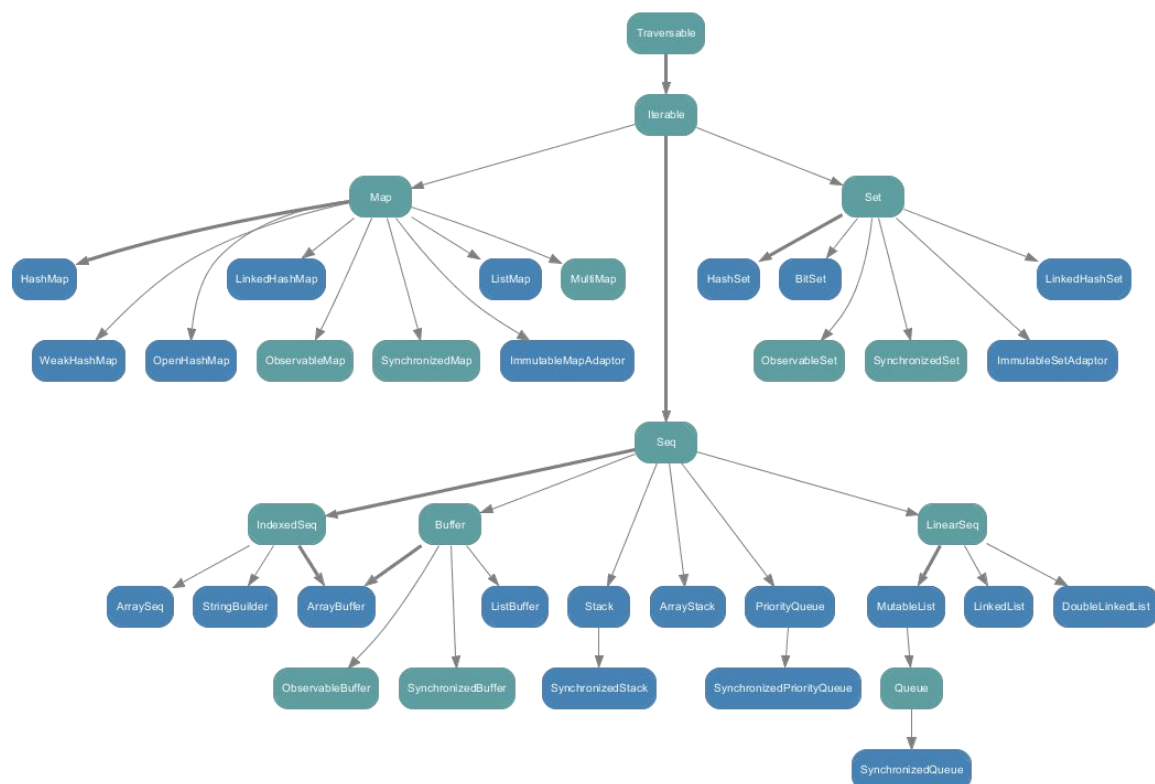 Traversable
Iterable
Map
Set
HashMap
LinkedHashMap
ListMap
MultiMap
HashSet
BitSet
LinkedHashSet
WeakHashMap
OpenHashMap
ObservableMap
SynchronizedMap
ImmutableMapAdaptor
ObservableSet
SynchronizedSet
ImmutableSetAdaptor
Seq
IndexedSeq
Buffer
LinearSeq
ArraySeq
StringBuilder
ArrayBuffer
ListBuffer
Stack
ArrayStack
PriorityQueue
MutableList
LinkedList
DoubleLinkedList
ObservableBuffer
SynchronizedBuffer
SynchronizedStack
SynchronizedPriorityQueue
Queue
SynchronizedQueue